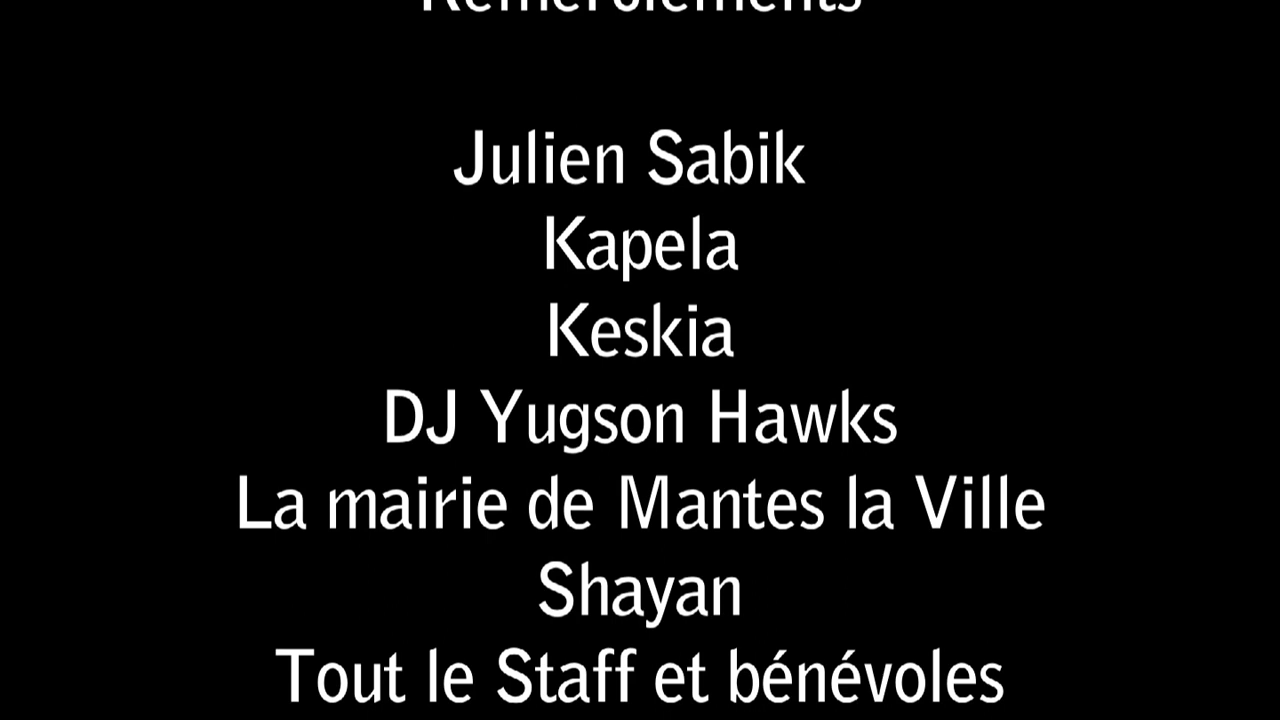 Remerciements
Julien Sabik
Kapela
Keskia
DJ Yugson Hawks
La mairie de Mantes la Ville
Shayan
Tout le Staff et bénévoles